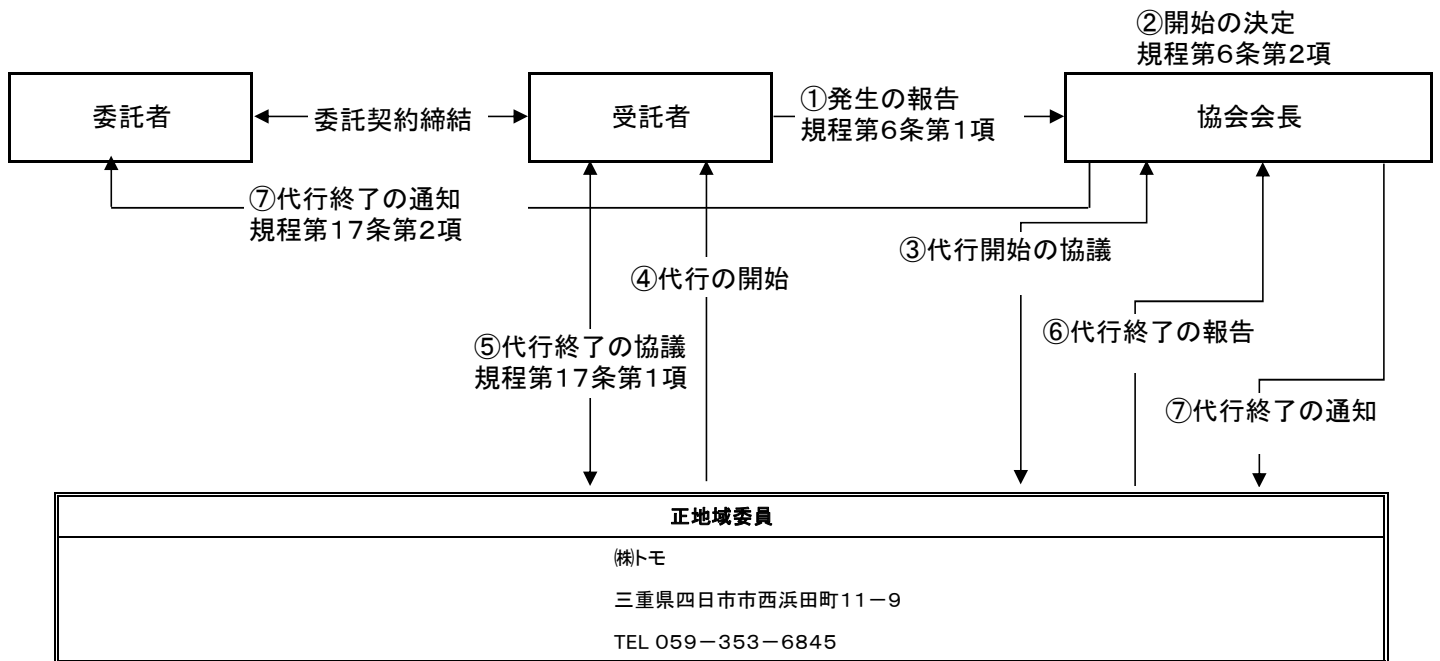 ②開始の決定
規程第6条第2項
委託者
委託契約締結
受託者
①発生の報告
規程第6条第1項
協会会長
⑦代行終了の通知
規程第17条第2項
③代行開始の協議
④代行の開始
⑥代行終了の報告
⑤代行終了の協議
規程第17条第1項
⑦代行終了の通知
正地域委員
㈱トモ
三重県四日市市西浜田町11－9
TEL 059－353－6845